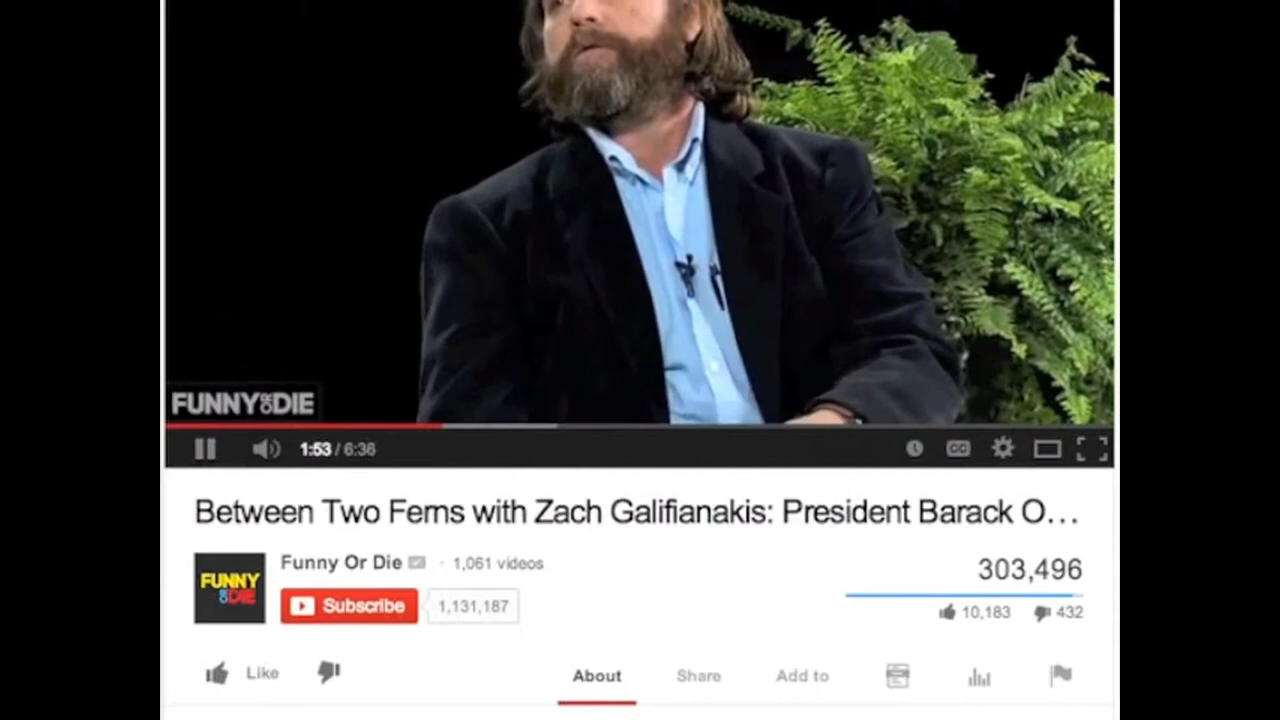 FUNNY OR DIE
1:53 / 6:36
CC
Between Two Ferns with Zach Galifianakis: President Barack O...
Funny Or Die · 1,061 videos
303,496
FUNNY OR DIE
Subscribe 1,131,187
10,183 432
Like
About Share Add to